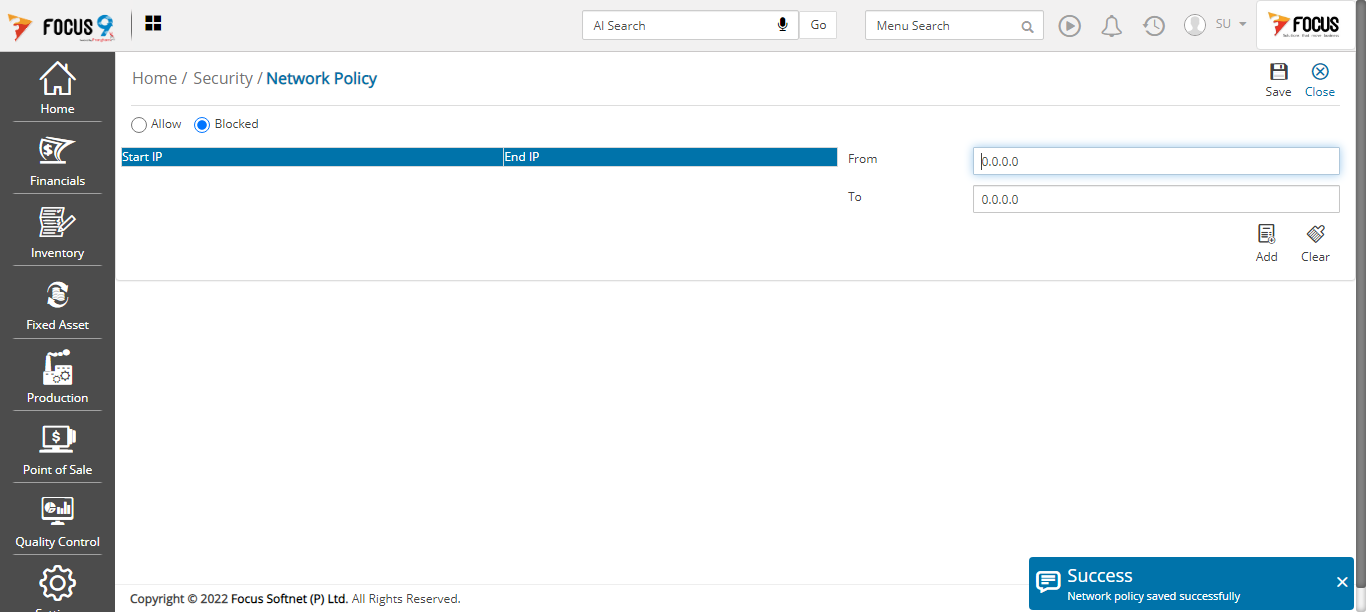 FOCUS 9
AI Search
Go
Menu Search
SU
FOCUS
Home
Financials
Inventory
Fixed Asset
Production
Point of Sale
Quality Control
Home / Security / Network Policy
Save
Close
Allow
Blocked
Start IP
End IP
From
0.0.0.0
To
0.0.0.0
Add
Clear
Copyright © 2022 Focus Softnet (P) Ltd. All Rights Reserved.
Success
Network policy saved successfully